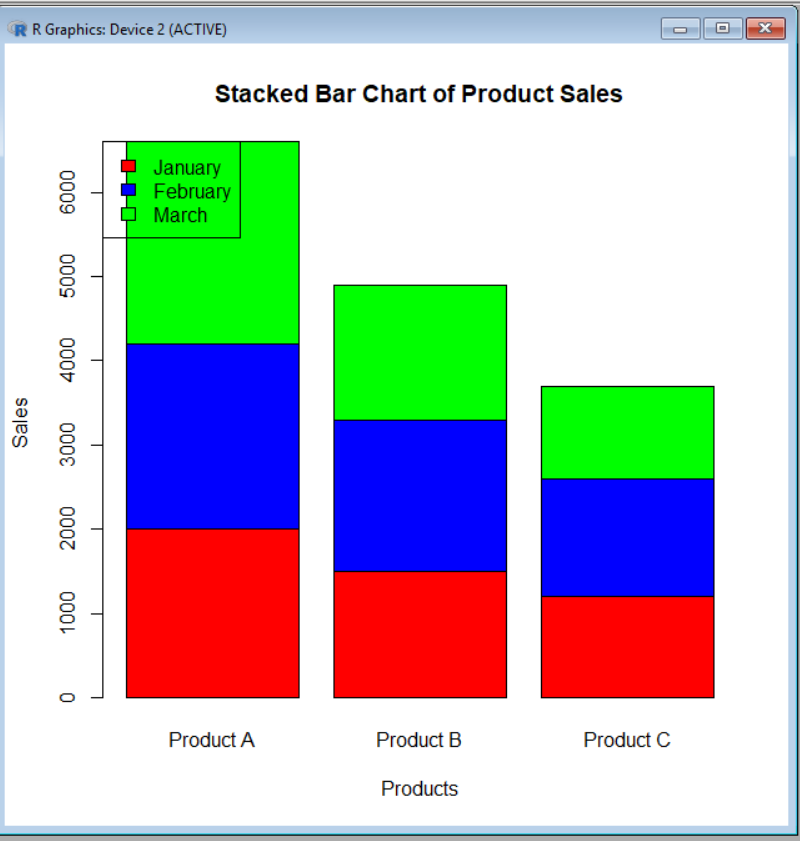 R Graphics: Device 2 (ACTIVE)
Stacked Bar Chart of Product Sales
January
February
March
6000
5000
4000
3000
2000
1000
0
Sales
Product A Product B Product C
Products